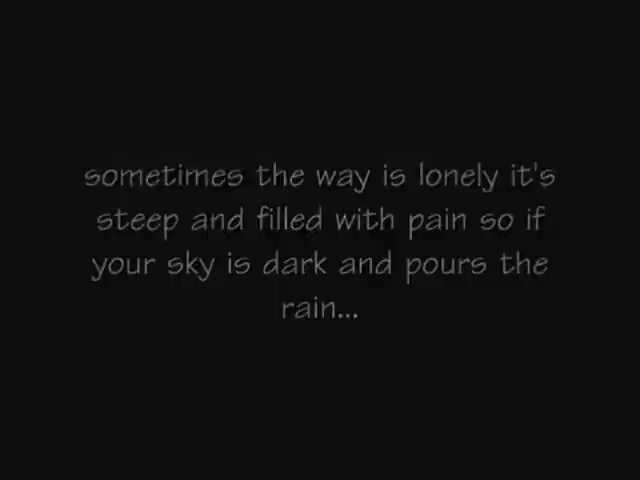 sometimes the way is lonely it's
steep and filled with pain so if
your sky is dark and pours the
rain...